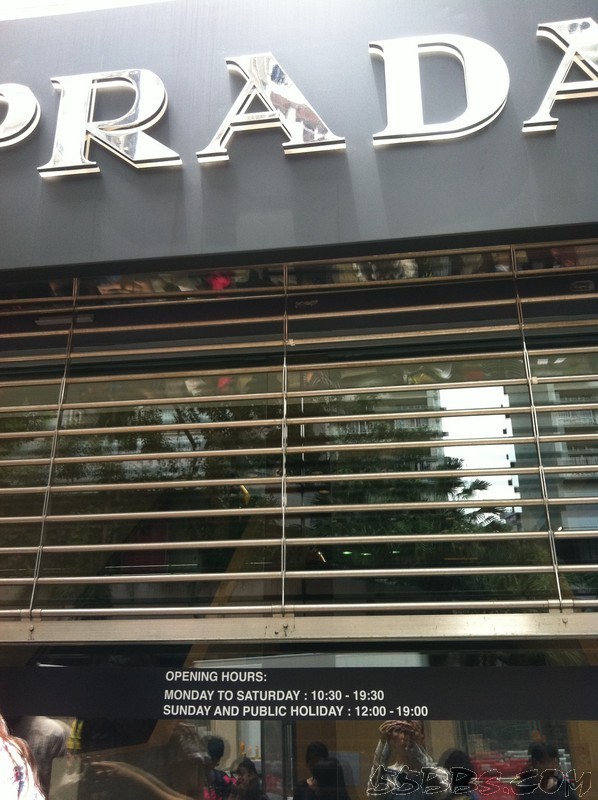 PRADA
OPENING HOURS:
MONDAY TO SATURDAY : 10:30 - 19:30
SUNDAY AND PUBLIC HOLIDAY : 12:00 - 19:00
55BBS.COM